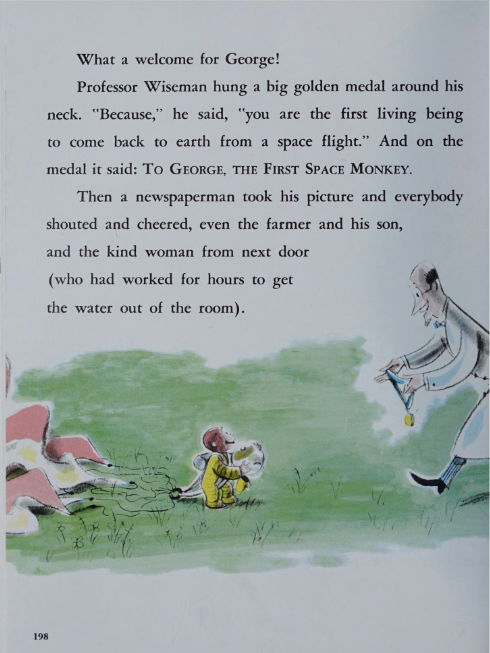 What a welcome for George!
Professor Wiseman hung a big golden medal around his
neck. "Because," he said, "you are the first living being
to come back to earth from a space flight." And on the
medal it said: TO GEORGE, THE FIRST SPACE MONKEY.
Then a newspaperman took his picture and everybody
shouted and cheered, even the farmer and his son,
and the kind woman from next door
(who had worked for hours to get
the water out of the room).
198